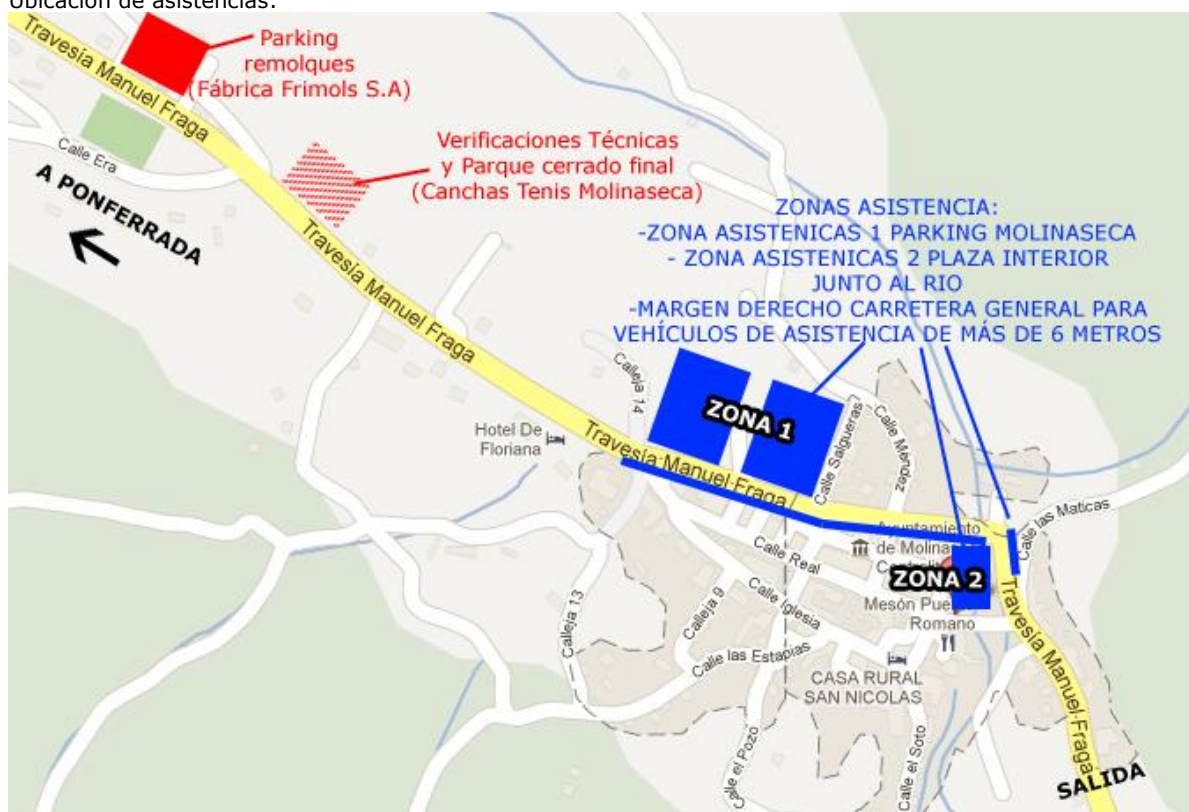 Ubicación de asistencias:
Travesía Manuel Fraga
Parking
remolques
(Fábrica Frimols S.A)
Calle Era
A PONFERRADA
Verificaciones Técnicas
y Parque cerrado final
(Canchas Tenis Molinaseca)
ZONAS ASISTENCIA:
-ZONA ASISTENICAS 1 PARKING MOLINASECA
- ZONA ASISTENICAS 2 PLAZA INTERIOR
JUNTO AL RIO
-MARGEN DERECHO CARRETERA GENERAL PARA
VEHÍCULOS DE ASISTENCIA DE MÁS DE 6 METROS
Travesía Manuel Fraga
Calleja 14
ZONA 1
Hotel De
Floriana
Travesía Manuel Fraga
Calle Salgueras
Calle Mendez
Calle las Maticas
Ayuntamiento
de Molina
Calle Real
ZONA 2
Mesón Pue
Romano
Calle Iglesia
Calleja 9
Calleja 13
Calle las Estapias
CASA RURAL
SAN NICOLAS
Travesía Manuel Fraga
Calle el Pozo
Calle el Soto
SALIDA